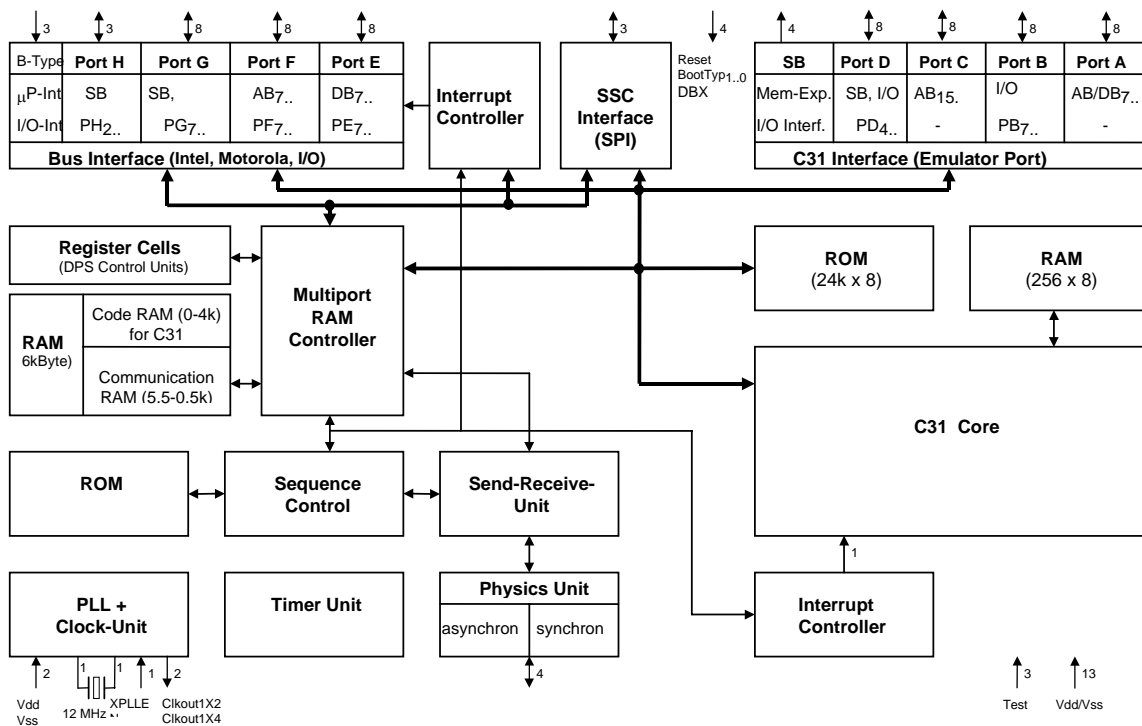 3 3 8 8 8 3 4 4 8 8 8 8
B-Type Port H Port G Port F Port E
μP-Int SB SB, AB7.. DB7..
I/O-Int PH2.. PG7.. PF7.. PE7..
Bus Interface (Intel, Motorola, I/O)
Interrupt
Controller
SSC
Interface
(SPI)
Reset
BootTyp1..0
DBX
SB Port D Port C Port B Port A
Mem-Exp. SB, I/O AB15. I/O AB/DB7..
I/O Interf. PD4.. - PB7.. -
C31 Interface (Emulator Port)
Register Cells
(DPS Control Units)
Multiport
RAM
Controller
ROM
(24k x 8)
RAM
(256 x 8)
RAM
6kByte)
Code RAM (0-4k)
for C31
Communication
RAM (5.5-0.5k)
C31 Core
ROM
Sequence
Control
Send-Receive-
Unit
1
PLL +
Clock-Unit
Timer Unit
Physics Unit
asynchron synchron
Interrupt
Controller
2 1 1 1 2 4 3 13
Vdd
Vss
12 MHz
XPLLE
Clkout1X2
Clkout1X4
Test Vdd/Vss